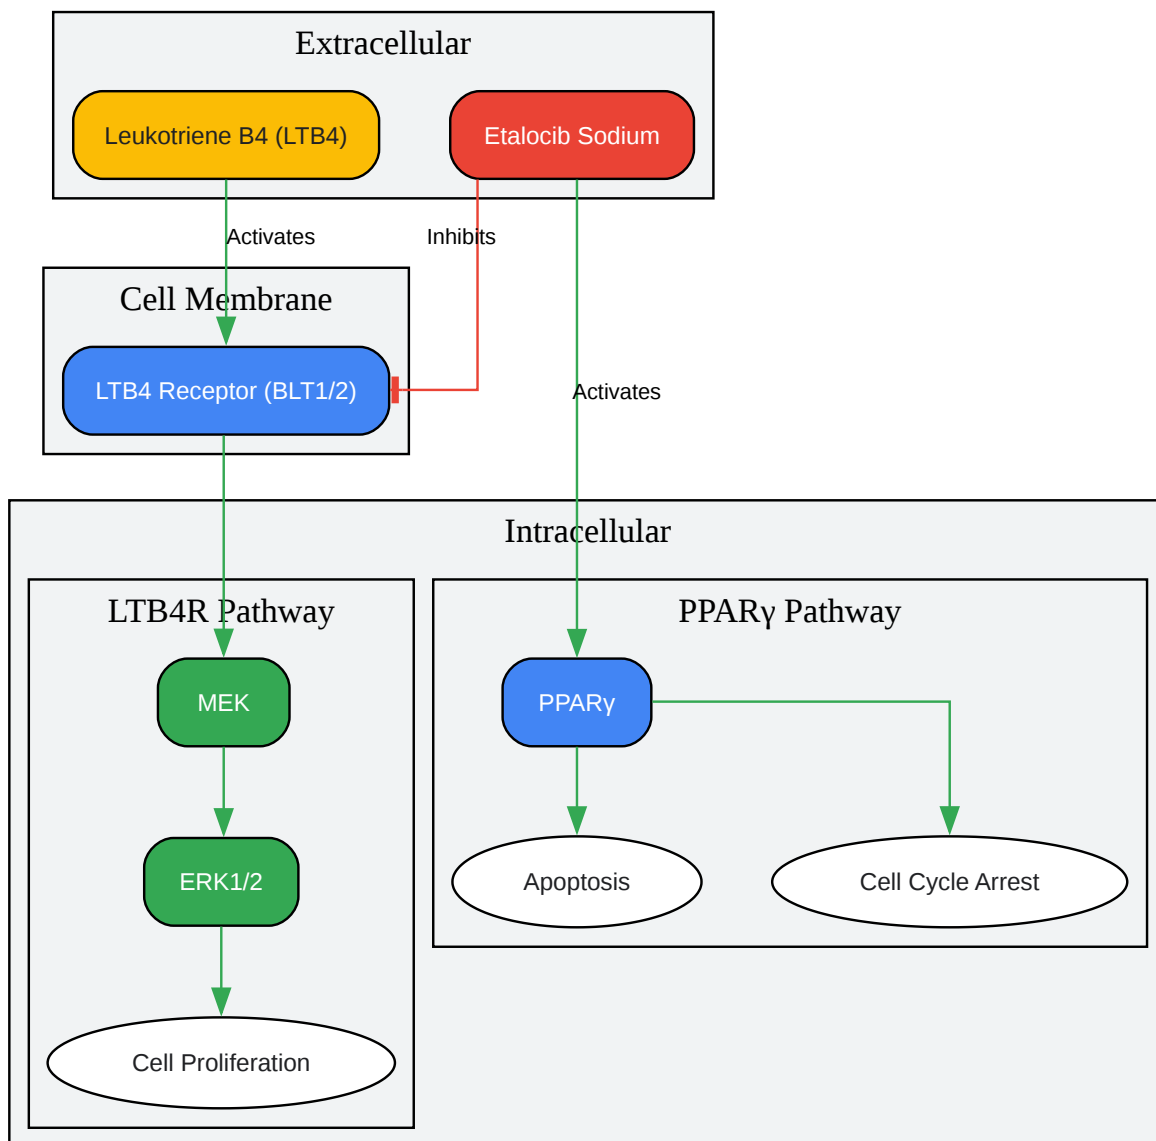 Extracellular
Leukotriene B4 (LTB4)
Etalocib Sodium
Activates
Inhibits
Cell Membrane
LTB4 Receptor (BLT1/2)
Activates
Intracellular
LTB4R Pathway
PPARγ Pathway
MEK
PPARγ
ERK1/2
Apoptosis
Cell Cycle Arrest
Cell Proliferation